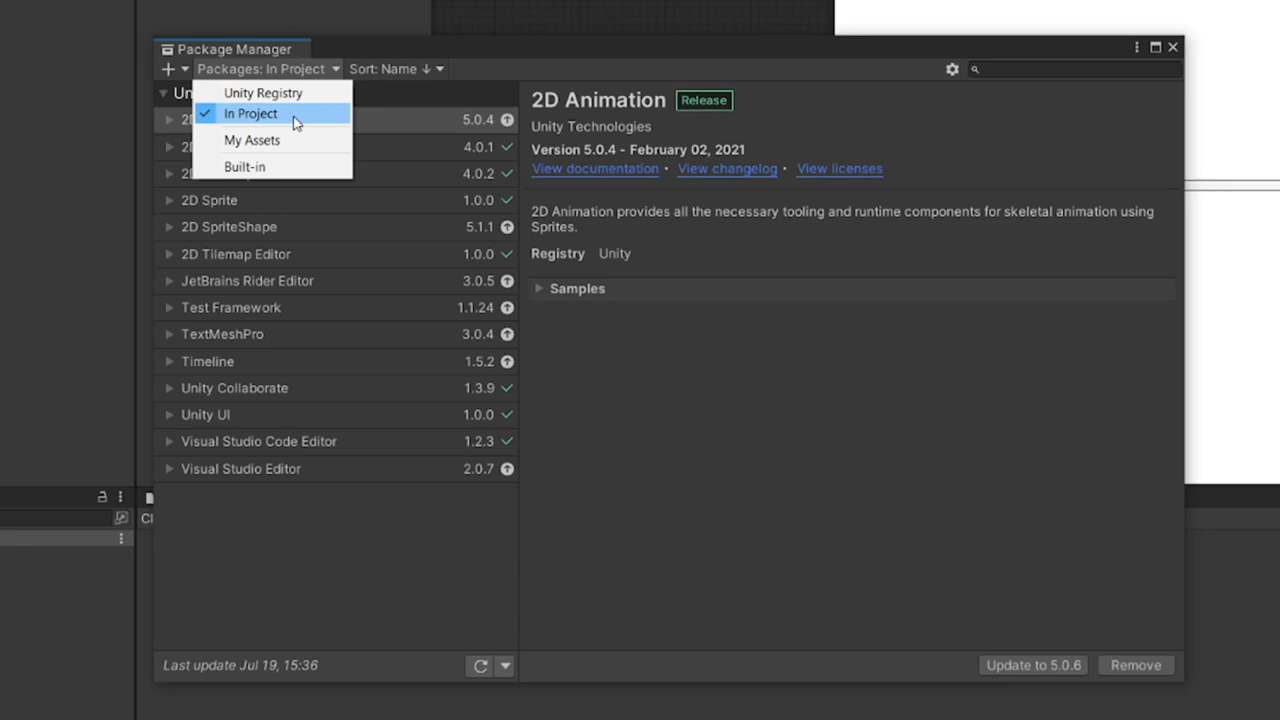 Package Manager
Packages: In Project Sort: Name
Un
Unity Registry
In Project
My Assets
Built-in
2D 5.0.4
2D 4.0.1
2D 4.0.2
2D Sprite 1.0.0
2D SpriteShape 5.1.1
2D Tilemap Editor 1.0.0
JetBrains Rider Editor 3.0.5
Test Framework 1.1.24
TextMeshPro 3.0.4
Timeline 1.5.2
Unity Collaborate 1.3.9
Unity UI 1.0.0
Visual Studio Code Editor 1.2.3
Visual Studio Editor 2.0.7
Last update Jul 19, 15:36
2D Animation Release
Unity Technologies
Version 5.0.4 - February 02, 2021
View documentation • View changelog • View licenses
2D Animation provides all the necessary tooling and runtime components for skeletal animation using
Sprites.
Registry Unity
Samples
Update to 5.0.6 Remove
Cl